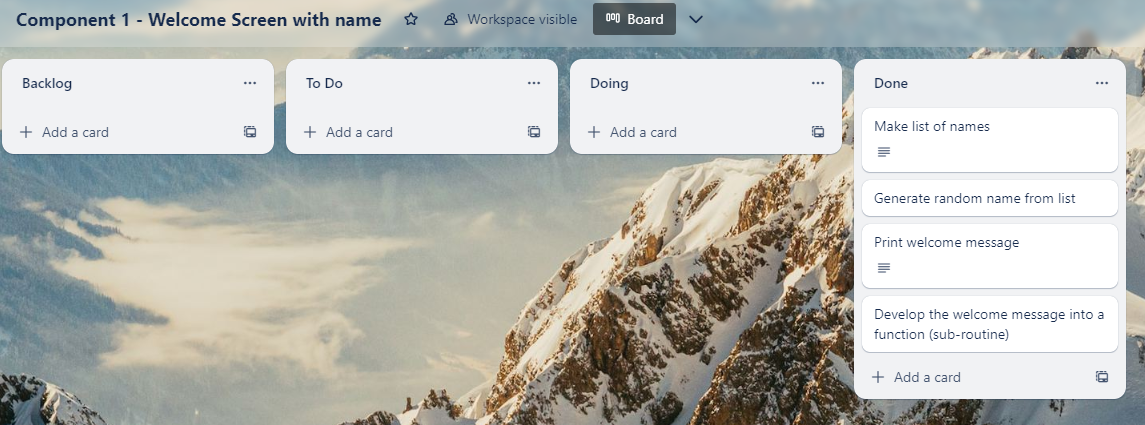 Component 1 - Welcome Screen with name
Workspace visible
Board
Backlog
Add a card
To Do
Add a card
Doing
Add a card
Done
Make list of names
Generate random name from list
Print welcome message
Develop the welcome message into a
function (sub-routine)
Add a card